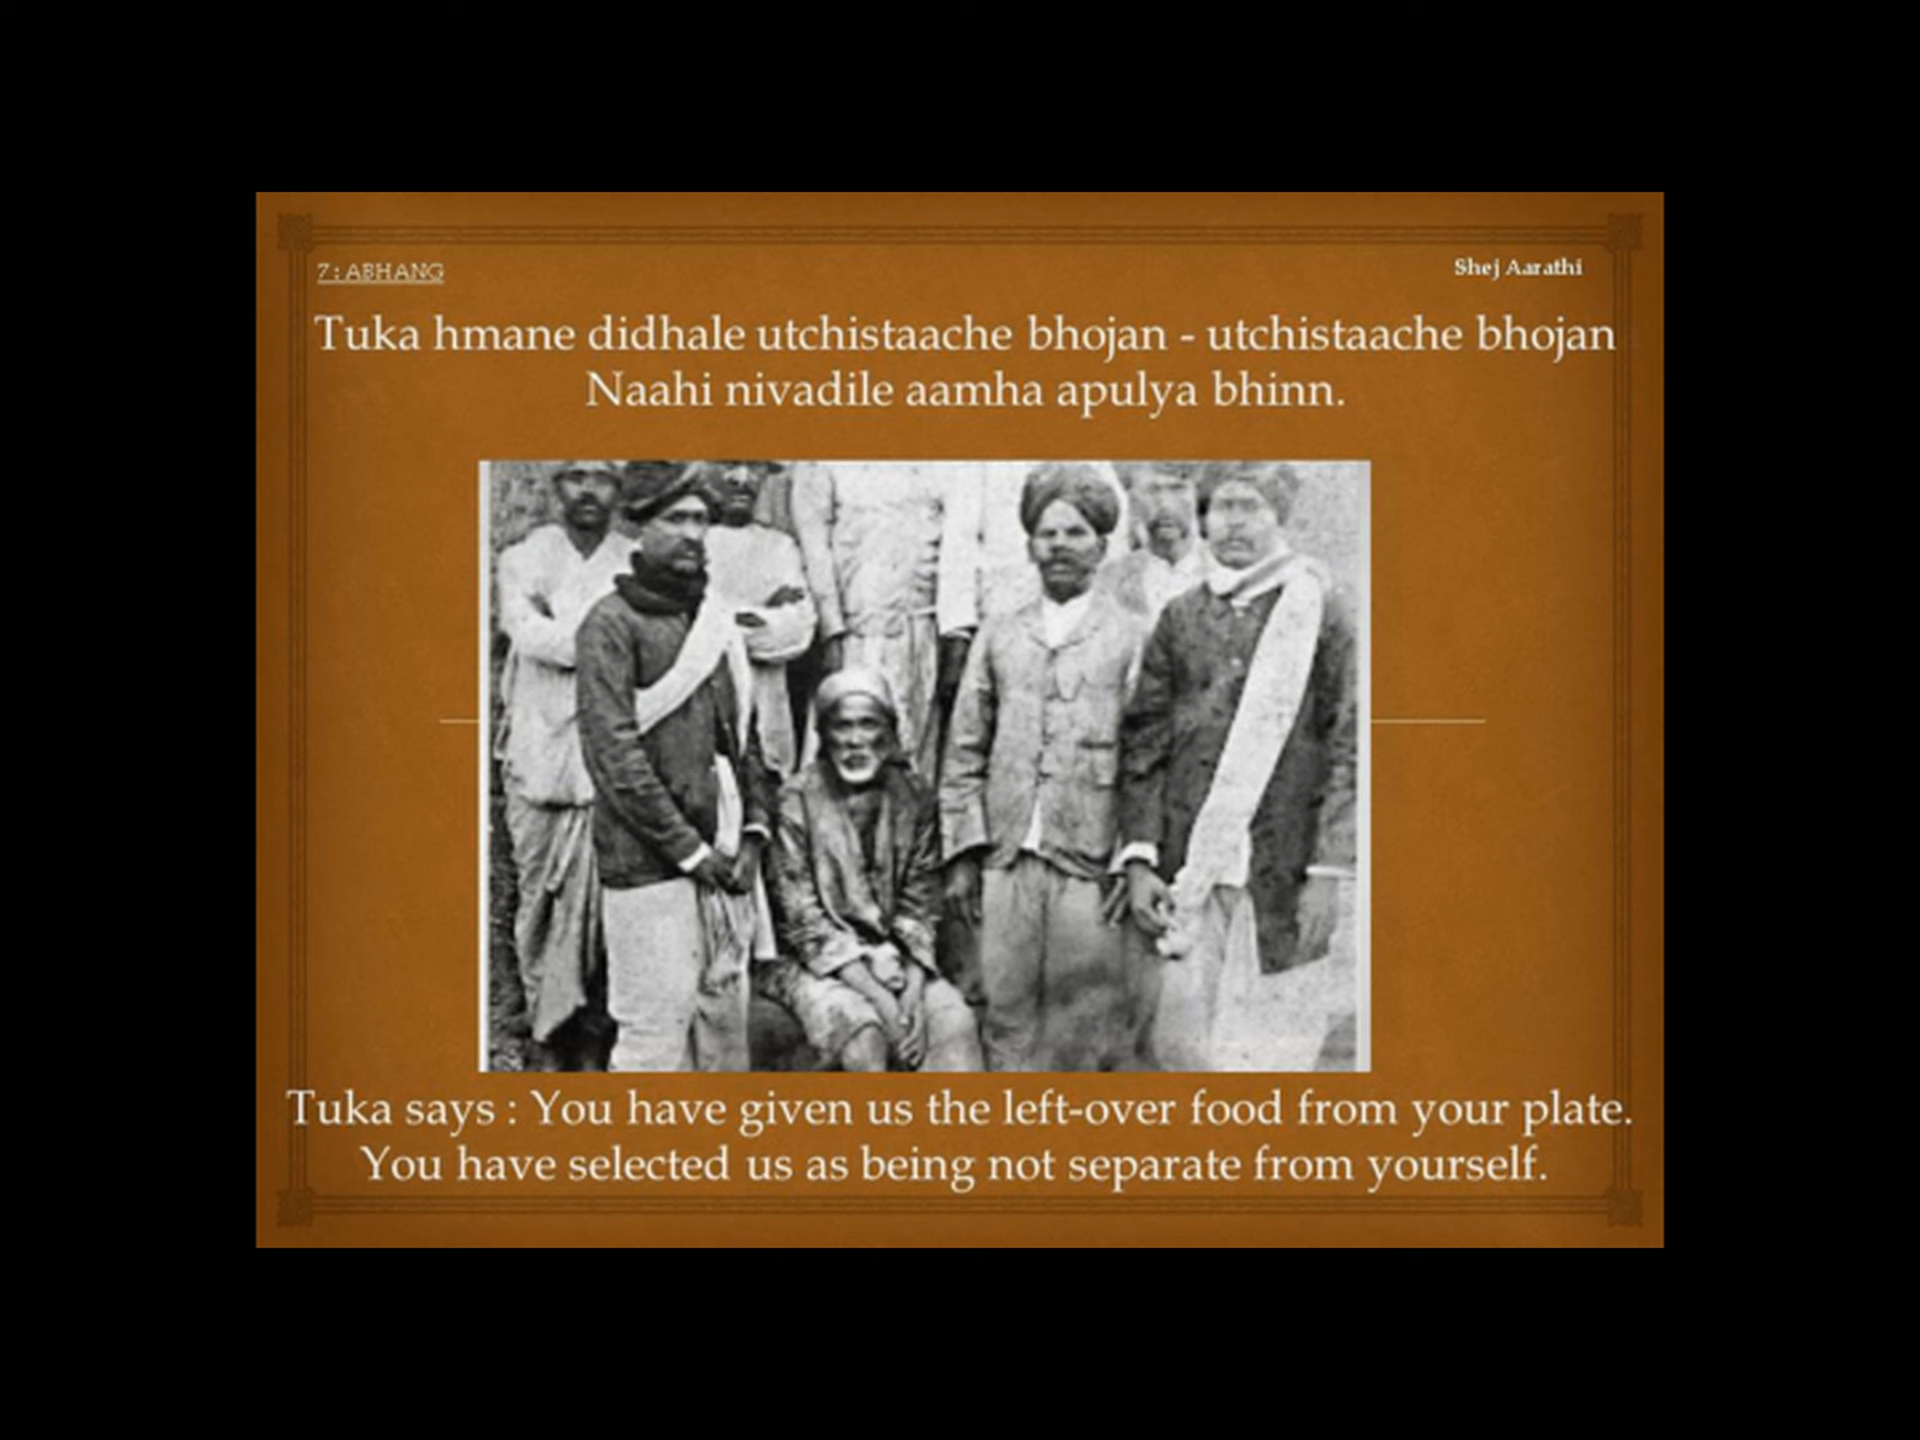 7 : ABHANG
Shej Aarathi
Tuka hmane didhale utchistaache bhojan - utchistaache bhojan
Naahi nivadile aamha apulya bhinn.
Tuka says : You have given us the left-over food from your plate.
You have selected us as being not separate from yourself.